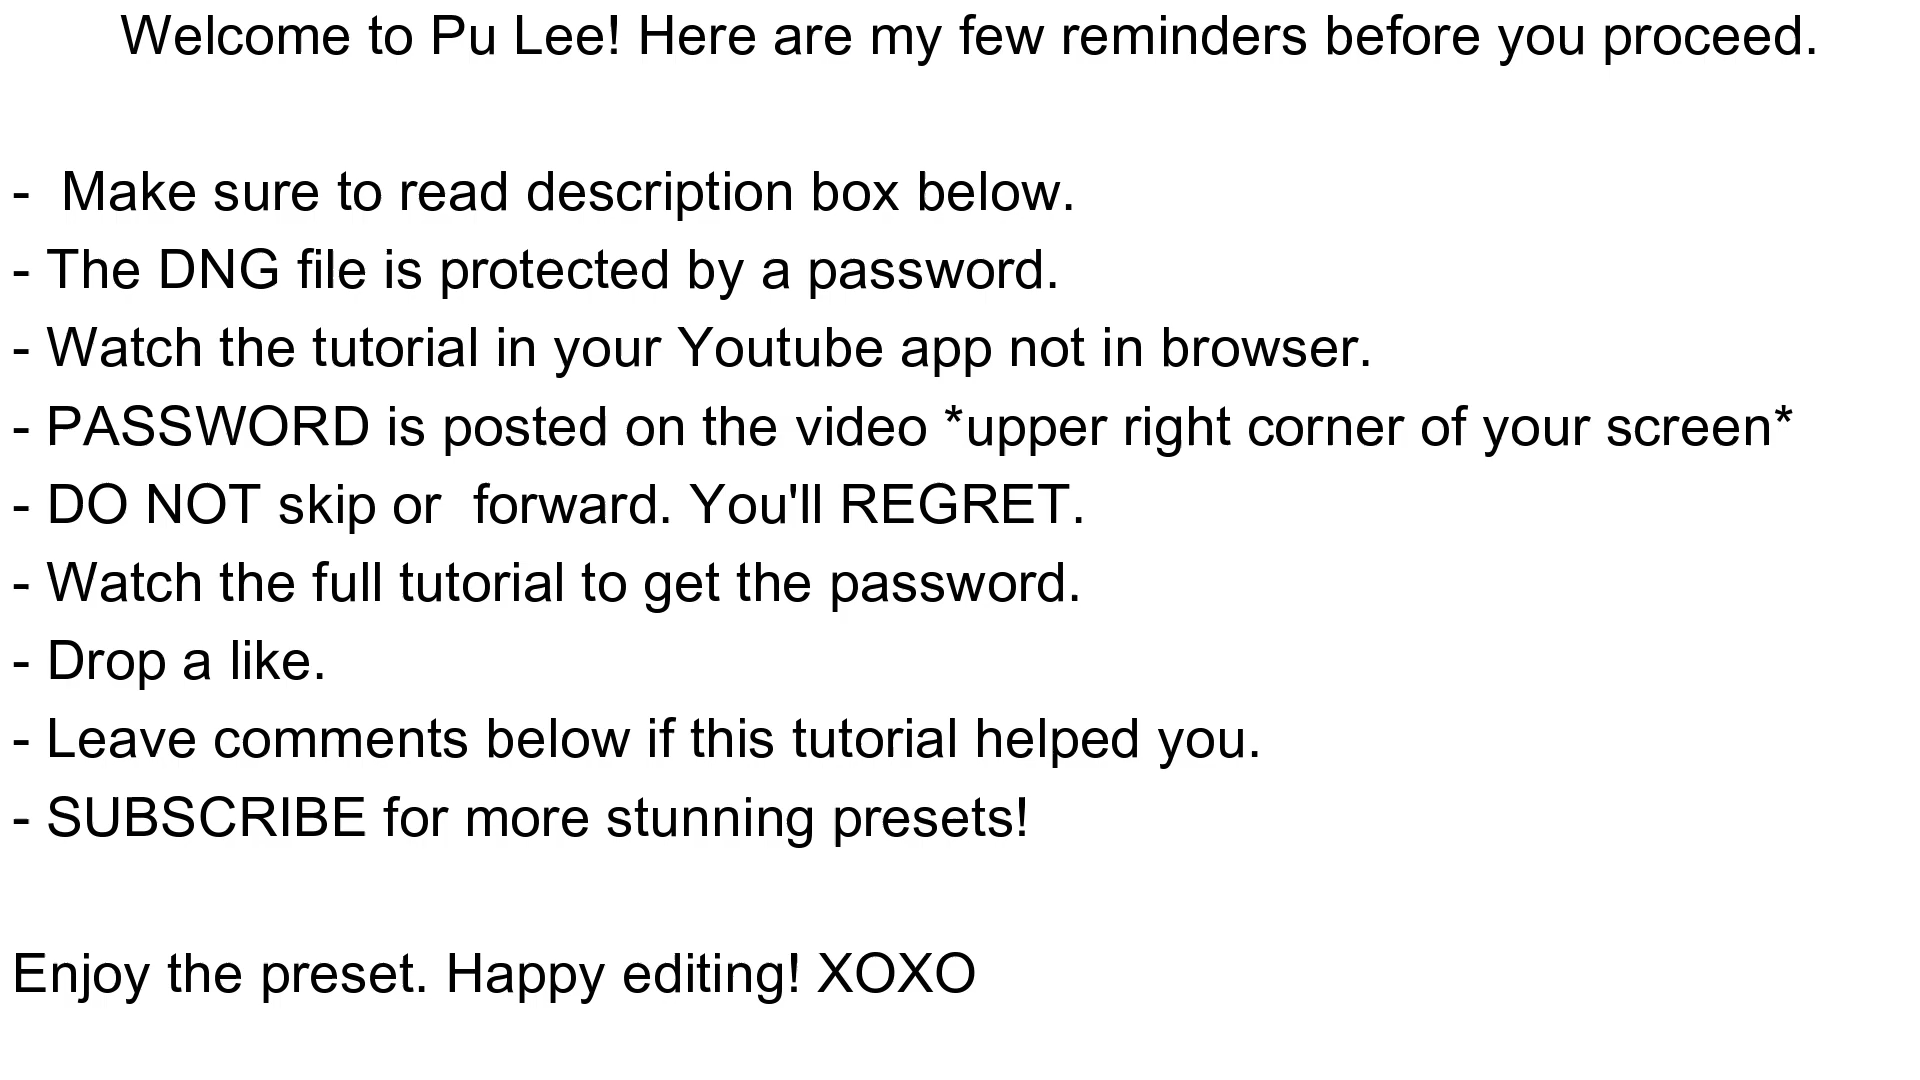 Welcome to Pu Lee! Here are my few reminders before you proceed.
-  Make sure to read description box below.
- The DNG file is protected by a password.
- Watch the tutorial in your Youtube app not in browser.
- PASSWORD is posted on the video *upper right corner of your screen*
- DO NOT skip or  forward. You'll REGRET.
- Watch the full tutorial to get the password.
- Drop a like.
- Leave comments below if this tutorial helped you.
- SUBSCRIBE for more stunning presets!
Enjoy the preset. Happy editing! XOXO